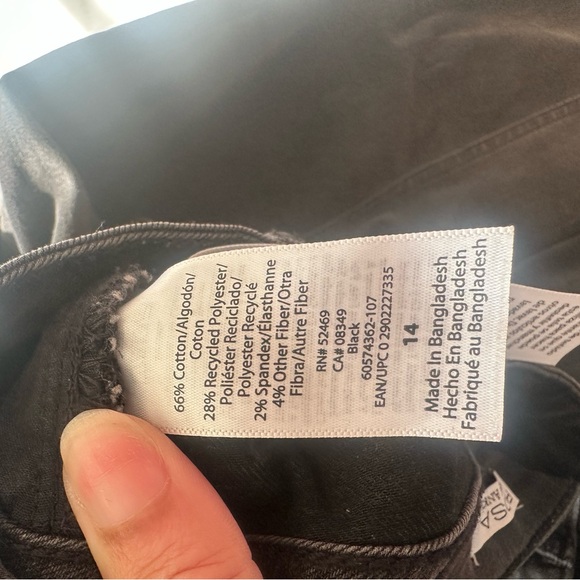 66% Cotton/Algodón/
Coton
28% Recycled Polyester/
Poliéster Reciclado/
Polyester Recyclé
2% Spandex/Élasthanne
4% Other Fiber/Otra
Fibra/Autre Fiber
RN# 52469
CA# 08349
Black
60574362-107
EAN/UPC 0 2902227335
14
Made In Bangladesh
Hecho En Bangladesh
Fabriqué au Bangladesh